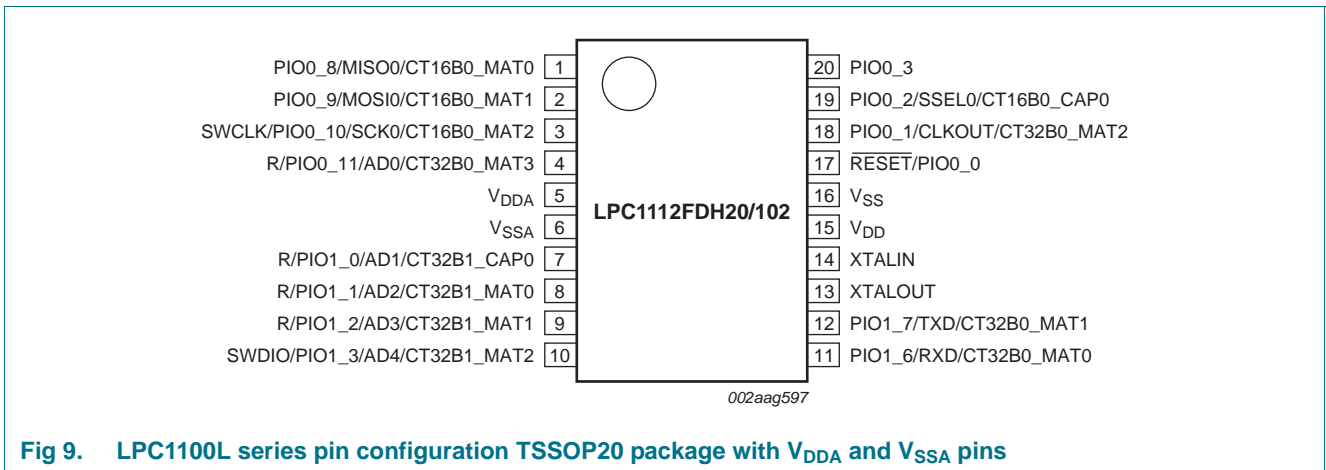 PIO0_8/MISO0/CT16B0_MAT0 1
PIO0_9/MOSI0/CT16B0_MAT1 2
SWCLK/PIO0_10/SCK0/CT16B0_MAT2 3
R/PIO0_11/AD0/CT32B0_MAT3 4
VDDA 5
VSSA 6
R/PIO1_0/AD1/CT32B1_CAP0 7
R/PIO1_1/AD2/CT32B1_MAT0 8
R/PIO1_2/AD3/CT32B1_MAT1 9
SWDIO/PIO1_3/AD4/CT32B1_MAT2 10
LPC1112FDH20/102
20 PIO0_3
19 PIO0_2/SSEL0/CT16B0_CAP0
18 PIO0_1/CLKOUT/CT32B0_MAT2
17 RESET/PIO0_0
16 VSS
15 VDD
14 XTALIN
13 XTALOUT
12 PIO1_7/TXD/CT32B0_MAT1
11 PIO1_6/RXD/CT32B0_MAT0
002aag597
Fig 9. LPC1100L series pin configuration TSSOP20 package with VDDA and VSSA pins